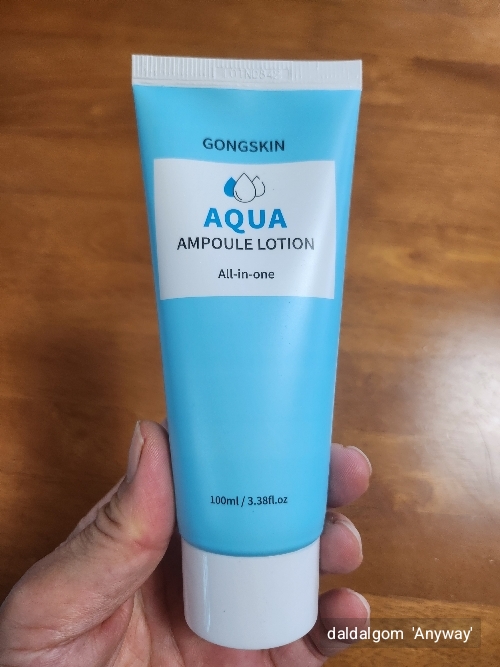 GONGSKIN
AQUA
AMPOULE LOTION
All-in-one
100ml / 3.38fl.oz
daldalgom 'Anyway'